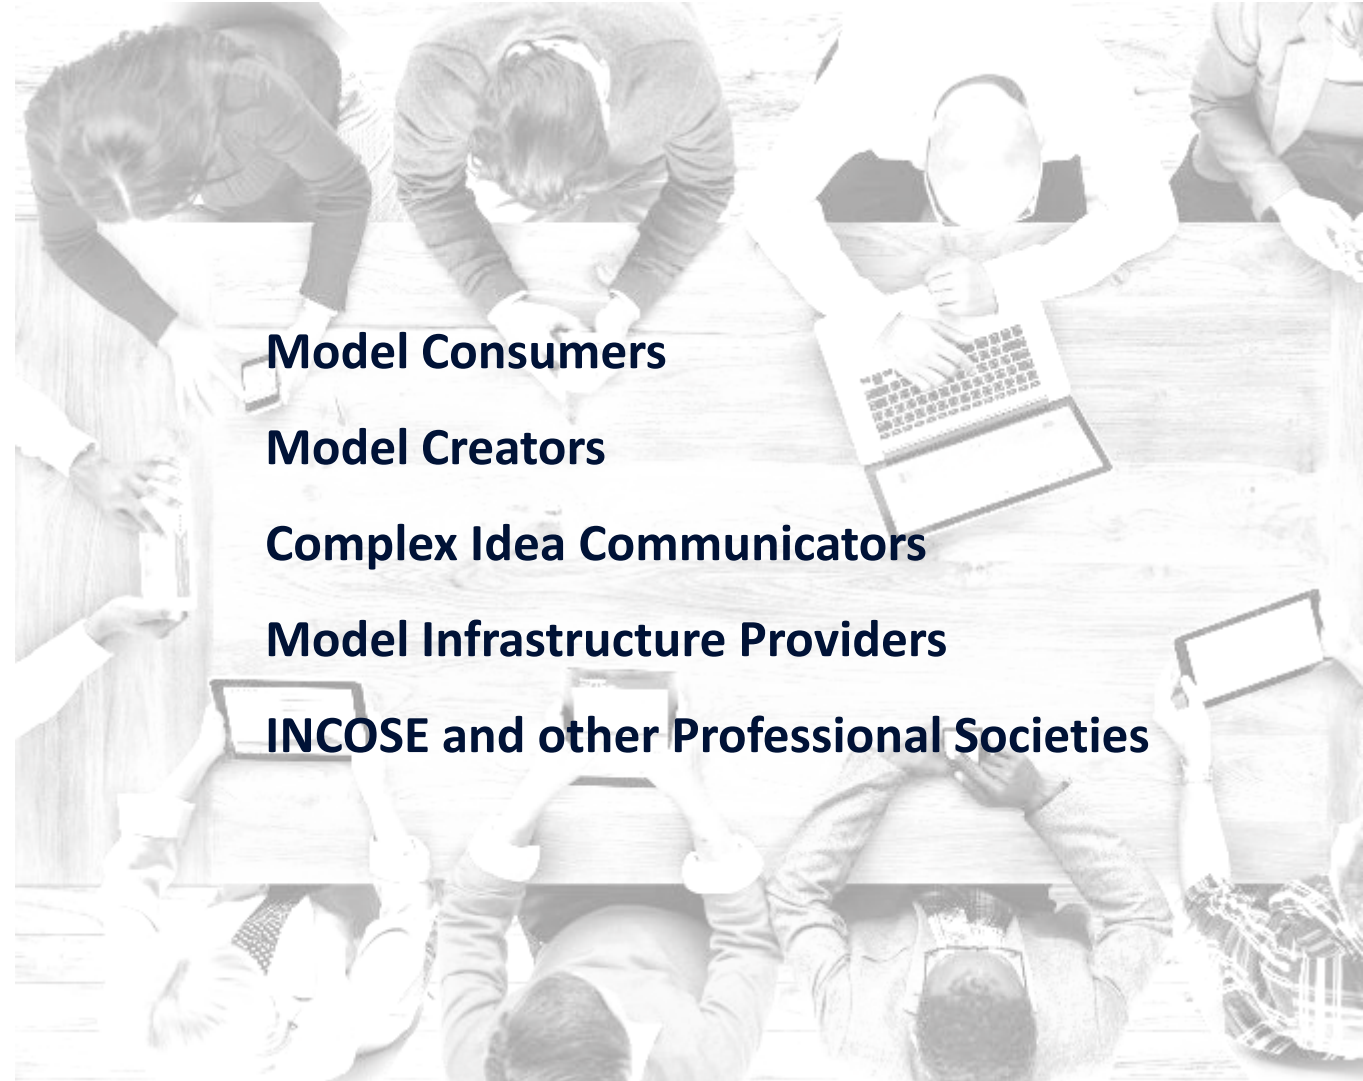 Model Consumers
Model Creators
Complex Idea Communicators
Model Infrastructure Providers
INCOSE and other Professional Societies